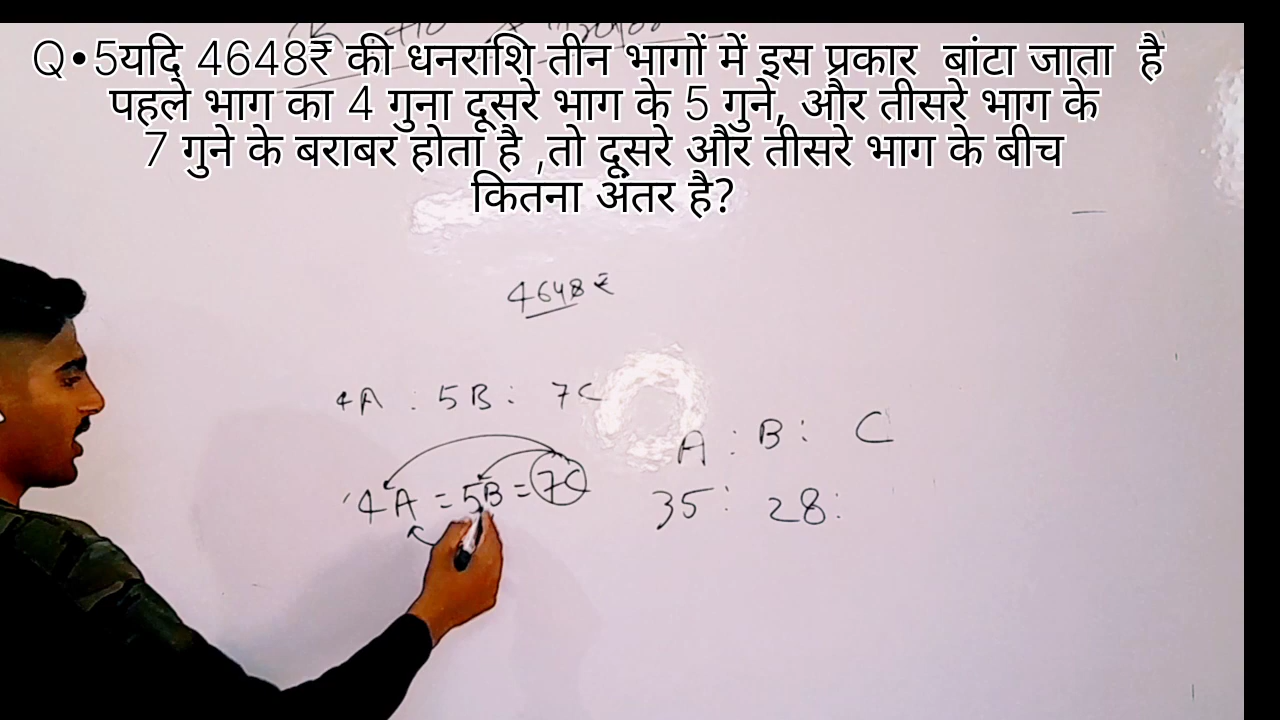 Q•5यदि 4648₹ की धनराशि तीन भागों में इस प्रकार बांटा जाता है
पहले भाग का 4 गुना दूसरे भाग के 5 गुने, और तीसरे भाग के
7 गुने के बराबर होता है ,तो दूसरे और तीसरे भाग के बीच
कितना अंतर है?
4648 ₹
4A : 5B : 7C
A : B : C
4A = 5B = 7C
35 : 28 :